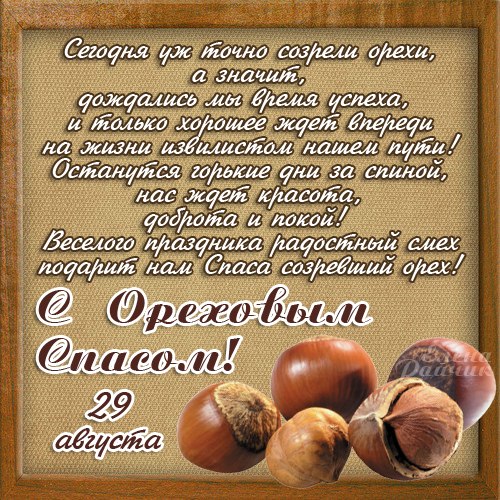 Сегодня уж точно созрели орехи,
а значит,
дождались мы время успеха,
и только хорошее ждет впереди
на жизни извилистом нашем пути!
Останутся горькие дни за спиной,
нас ждет красота,
доброта и покой!
Веселого праздника радостный смех
подарит нам Спаса созревший орех!
С Ореховым
Спасом!
29
августа
Елена
Райчик